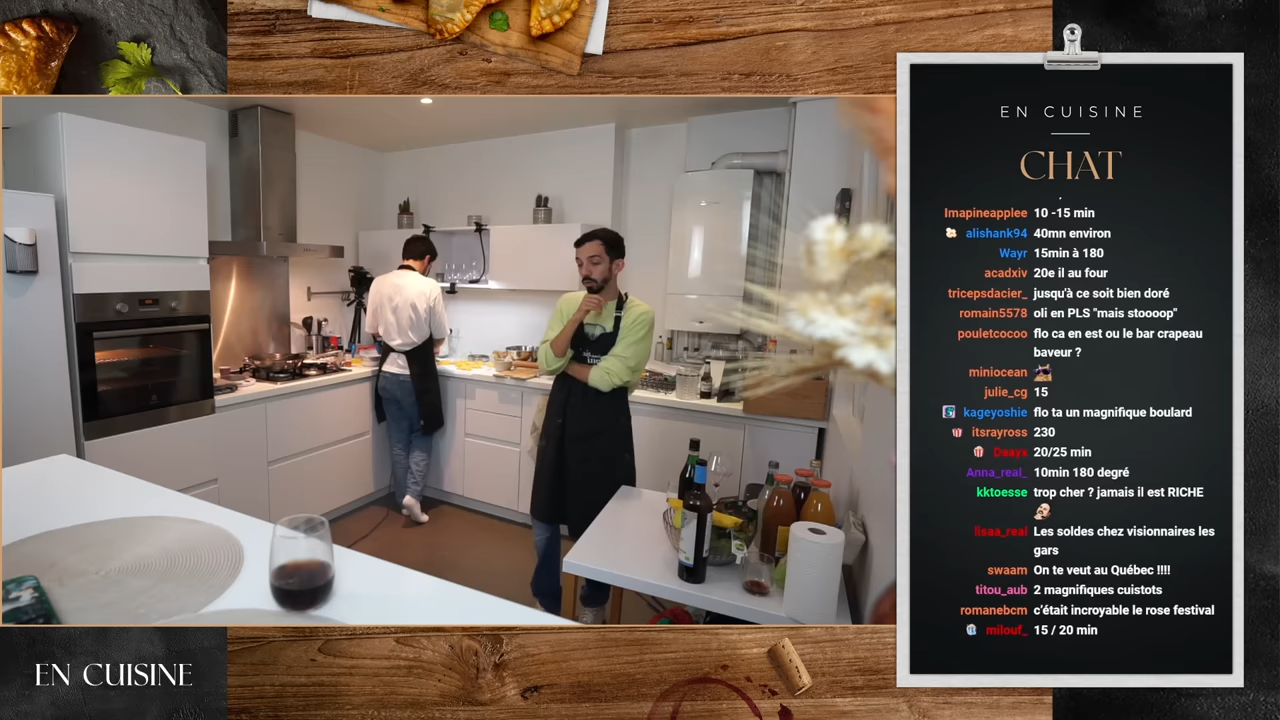 EN CUISINE
CHAT
Imapineapplee 10 -15 min
alishank94 40mn environ
Wayr 15min à 180
acadxiv 20e il au four
tricepsdacier_ jusqu'à ce soit bien doré
romain5578 oli en PLS "mais stoooop"
pouletcocoo flo ca en est ou le bar crapeau
baveur ?
miniocean
julie_cg 15
kageyoshie flo ta un magnifique boulard
itsrayross 230
Daays 20/25 min
Anna_real_ 10min 180 degré
kktoesse trop cher ? jamais il est RICHE
lisaa_real Les soldes chez visionnaires les
gars
swaam On te veut au Québec !!!!
titou_aub 2 magnifiques cuistots
romanebcm c'était incroyable le rose festival
milouf_ 15 / 20 min
EN CUISINE